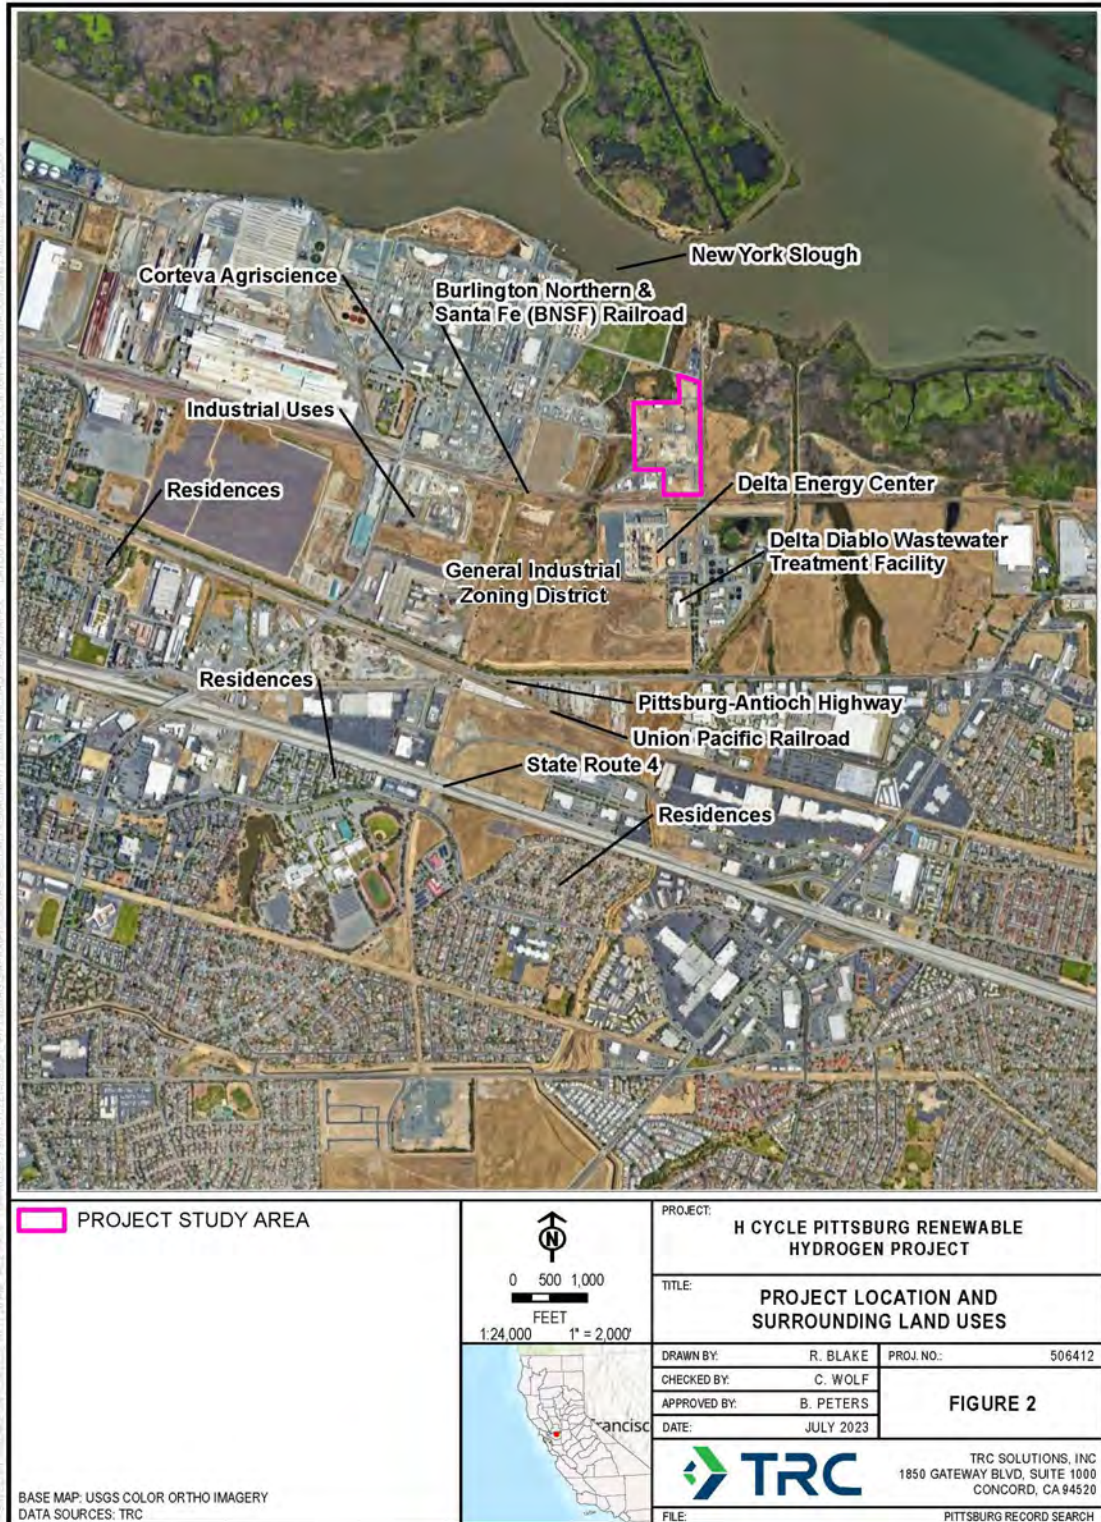 New York Slough
Corteva Agriscience
Burlington Northern &
Santa Fe (BNSF) Railroad
Industrial Uses
Residences
Delta Energy Center
Delta Diablo Wastewater
Treatment Facility
General Industrial
Zoning District
Residences
Pittsburg-Antioch Highway
Union Pacific Railroad
State Route 4
Residences
PROJECT STUDY AREA
BASE MAP: USGS COLOR ORTHO IMAGERY
DATA SOURCES: TRC
N
0 500 1,000
FEET
1:24,000 1" = 2,000'
Francisc
PROJECT:
H CYCLE PITTSBURG RENEWABLE
HYDROGEN PROJECT
TITLE:
PROJECT LOCATION AND
SURROUNDING LAND USES
DRAWN BY: R. BLAKE
PROJ. NO.: 506412
CHECKED BY: C. WOLF
APPROVED BY: B. PETERS
DATE: JULY 2023
FIGURE 2
TRC
TRC SOLUTIONS, INC
1850 GATEWAY BLVD, SUITE 1000
CONCORD, CA 94520
FILE: PITTSBURG RECORD SEARCH